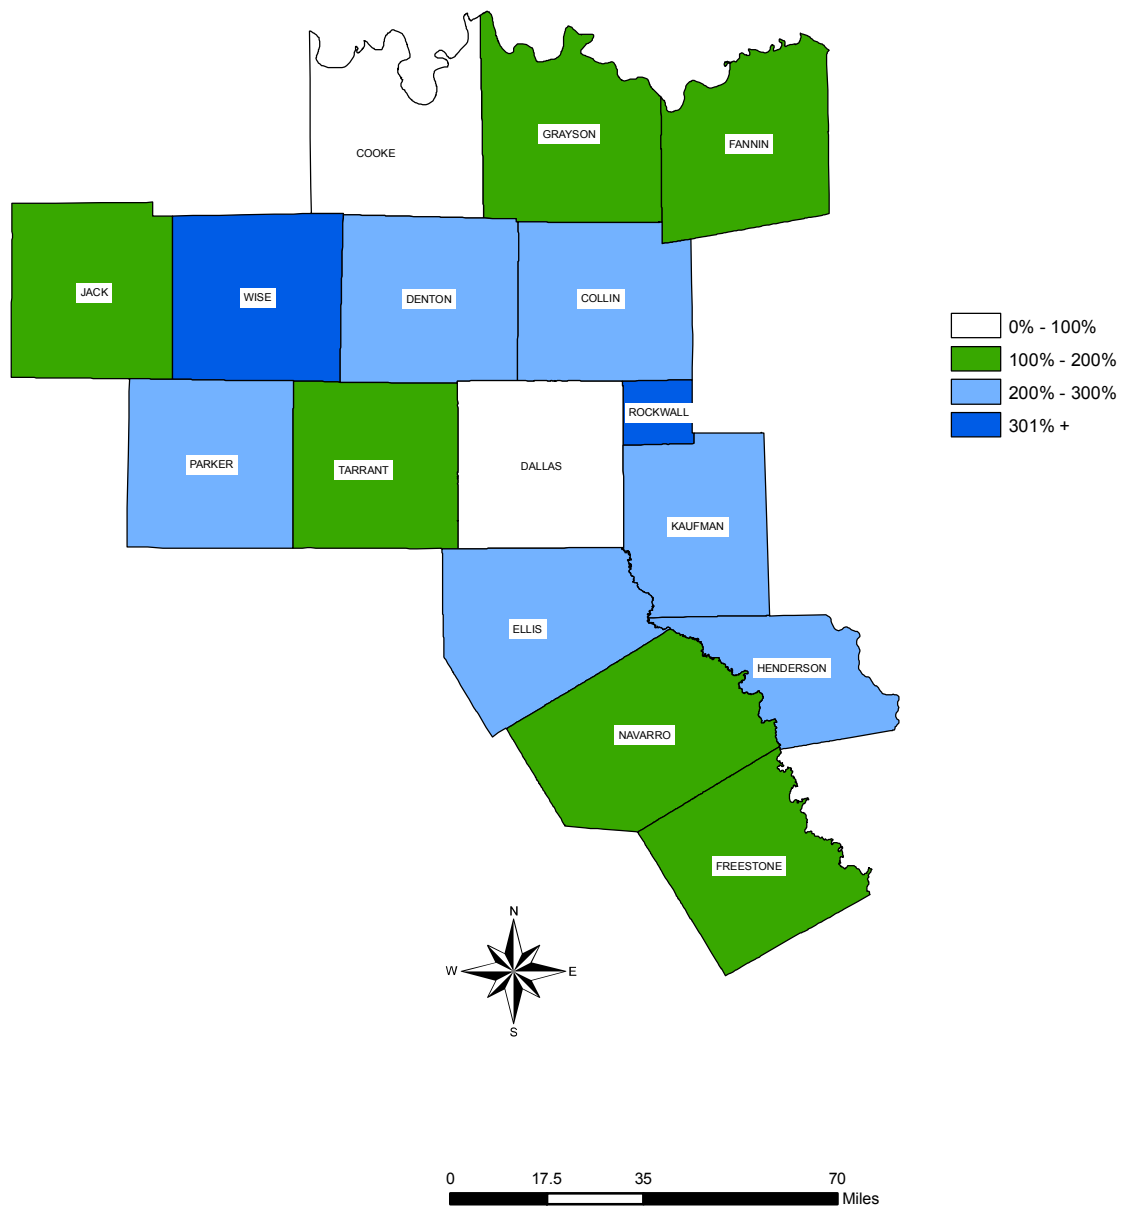 GRAYSON
FANNIN
COOKE
JACK
WISE
DENTON
COLLIN
0% - 100%
100% - 200%
200% - 300%
301% +
ROCKWALL
PARKER
TARRANT
DALLAS
KAUFMAN
ELLIS
HENDERSON
NAVARRO
FREESTONE
N
W E
S
0 17.5 35 70
Miles